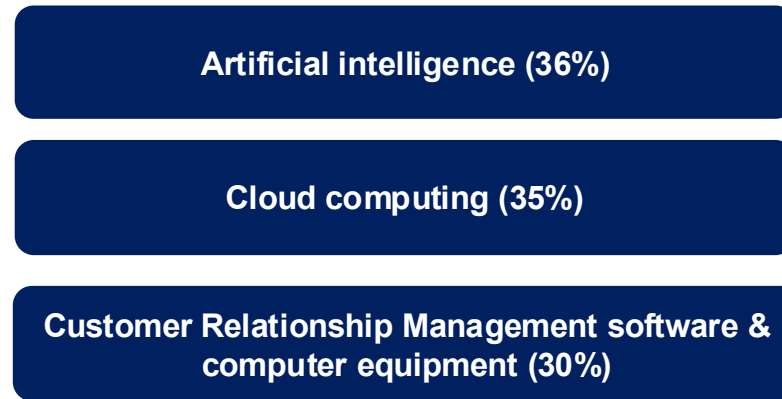 Artificial intelligence (36%)
Cloud computing (35%)
Customer Relationship Management software &
computer equipment (30%)